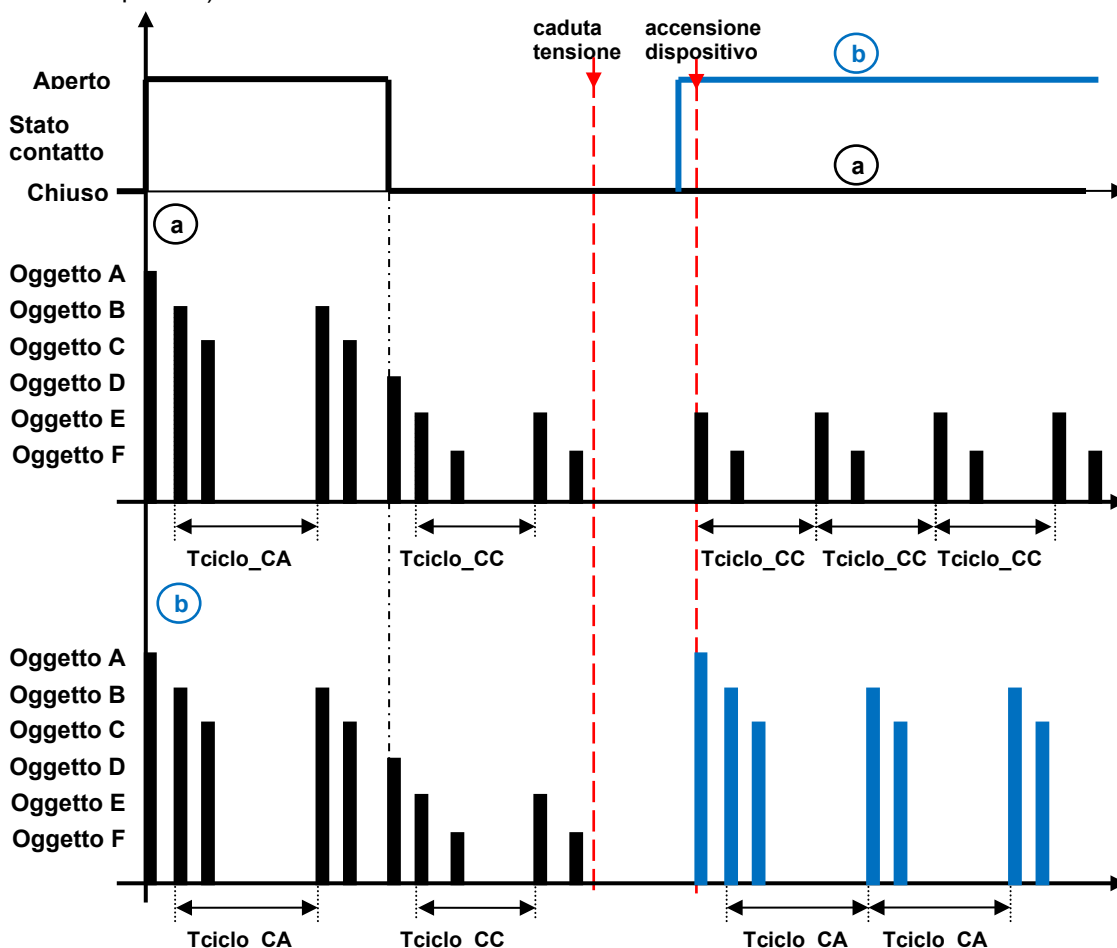 caduta
tensione
accensione
dispositivo
b
Aperto
Stato
contatto
a
Chiuso
a
Oggetto A
Oggetto B
Oggetto C
Oggetto D
Oggetto E
Oggetto F
Tciclo_CA
Tciclo_CC
Tciclo_CC
Tciclo_CC
Tciclo_CC
b
Oggetto A
Oggetto B
Oggetto C
Oggetto D
Oggetto E
Oggetto F
Tciclo_CA
Tciclo_CC
Tciclo_CA
Tciclo_CA